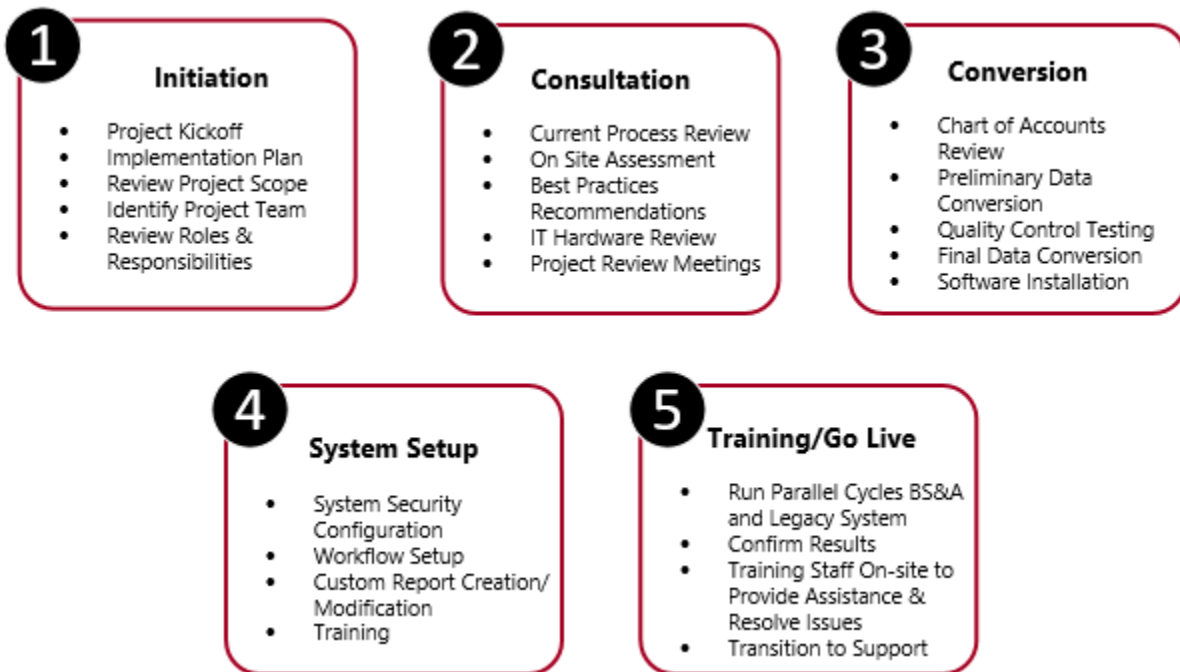 1
Initiation
• Project Kickoff
• Implementation Plan
• Review Project Scope
• Identify Project Team
• Review Roles &
Responsibilities
2
Consultation
• Current Process Review
• On Site Assessment
• Best Practices
Recommendations
• IT Hardware Review
• Project Review Meetings
3
Conversion
• Chart of Accounts
Review
• Preliminary Data
Conversion
• Quality Control Testing
• Final Data Conversion
• Software Installation
4
System Setup
• System Security
Configuration
• Workflow Setup
• Custom Report Creation/
Modification
• Training
5
Training/Go Live
• Run Parallel Cycles BS&A
and Legacy System
• Confirm Results
• Training Staff On-site to
Provide Assistance &
Resolve Issues
• Transition to Support